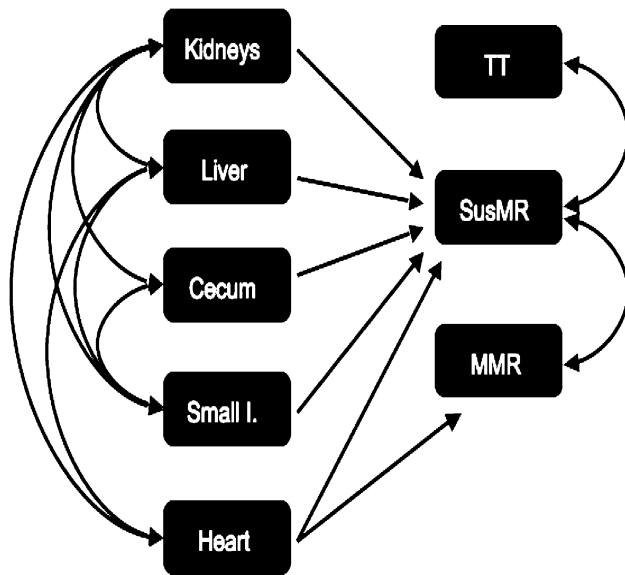 Kidneys
Liver
Cecum
Small I.
Heart
TT
SusMR
MMR